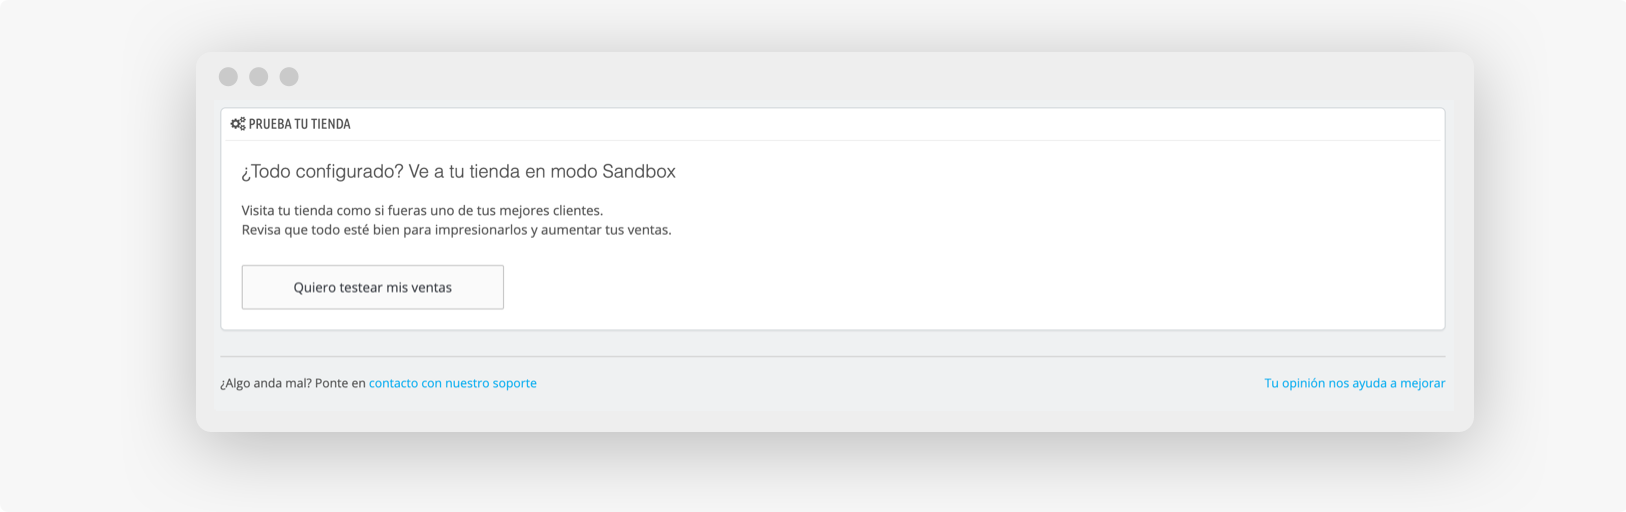 PRUEBA TU TIENDA
¿Todo configurado? Ve a tu tienda en modo Sandbox
Visita tu tienda como si fueras uno de tus mejores clientes.
Revisa que todo esté bien para impresionarlos y aumentar tus ventas.
Quiero testear mis ventas
¿Algo anda mal? Ponte en contacto con nuestro soporte
Tu opinión nos ayuda a mejorar